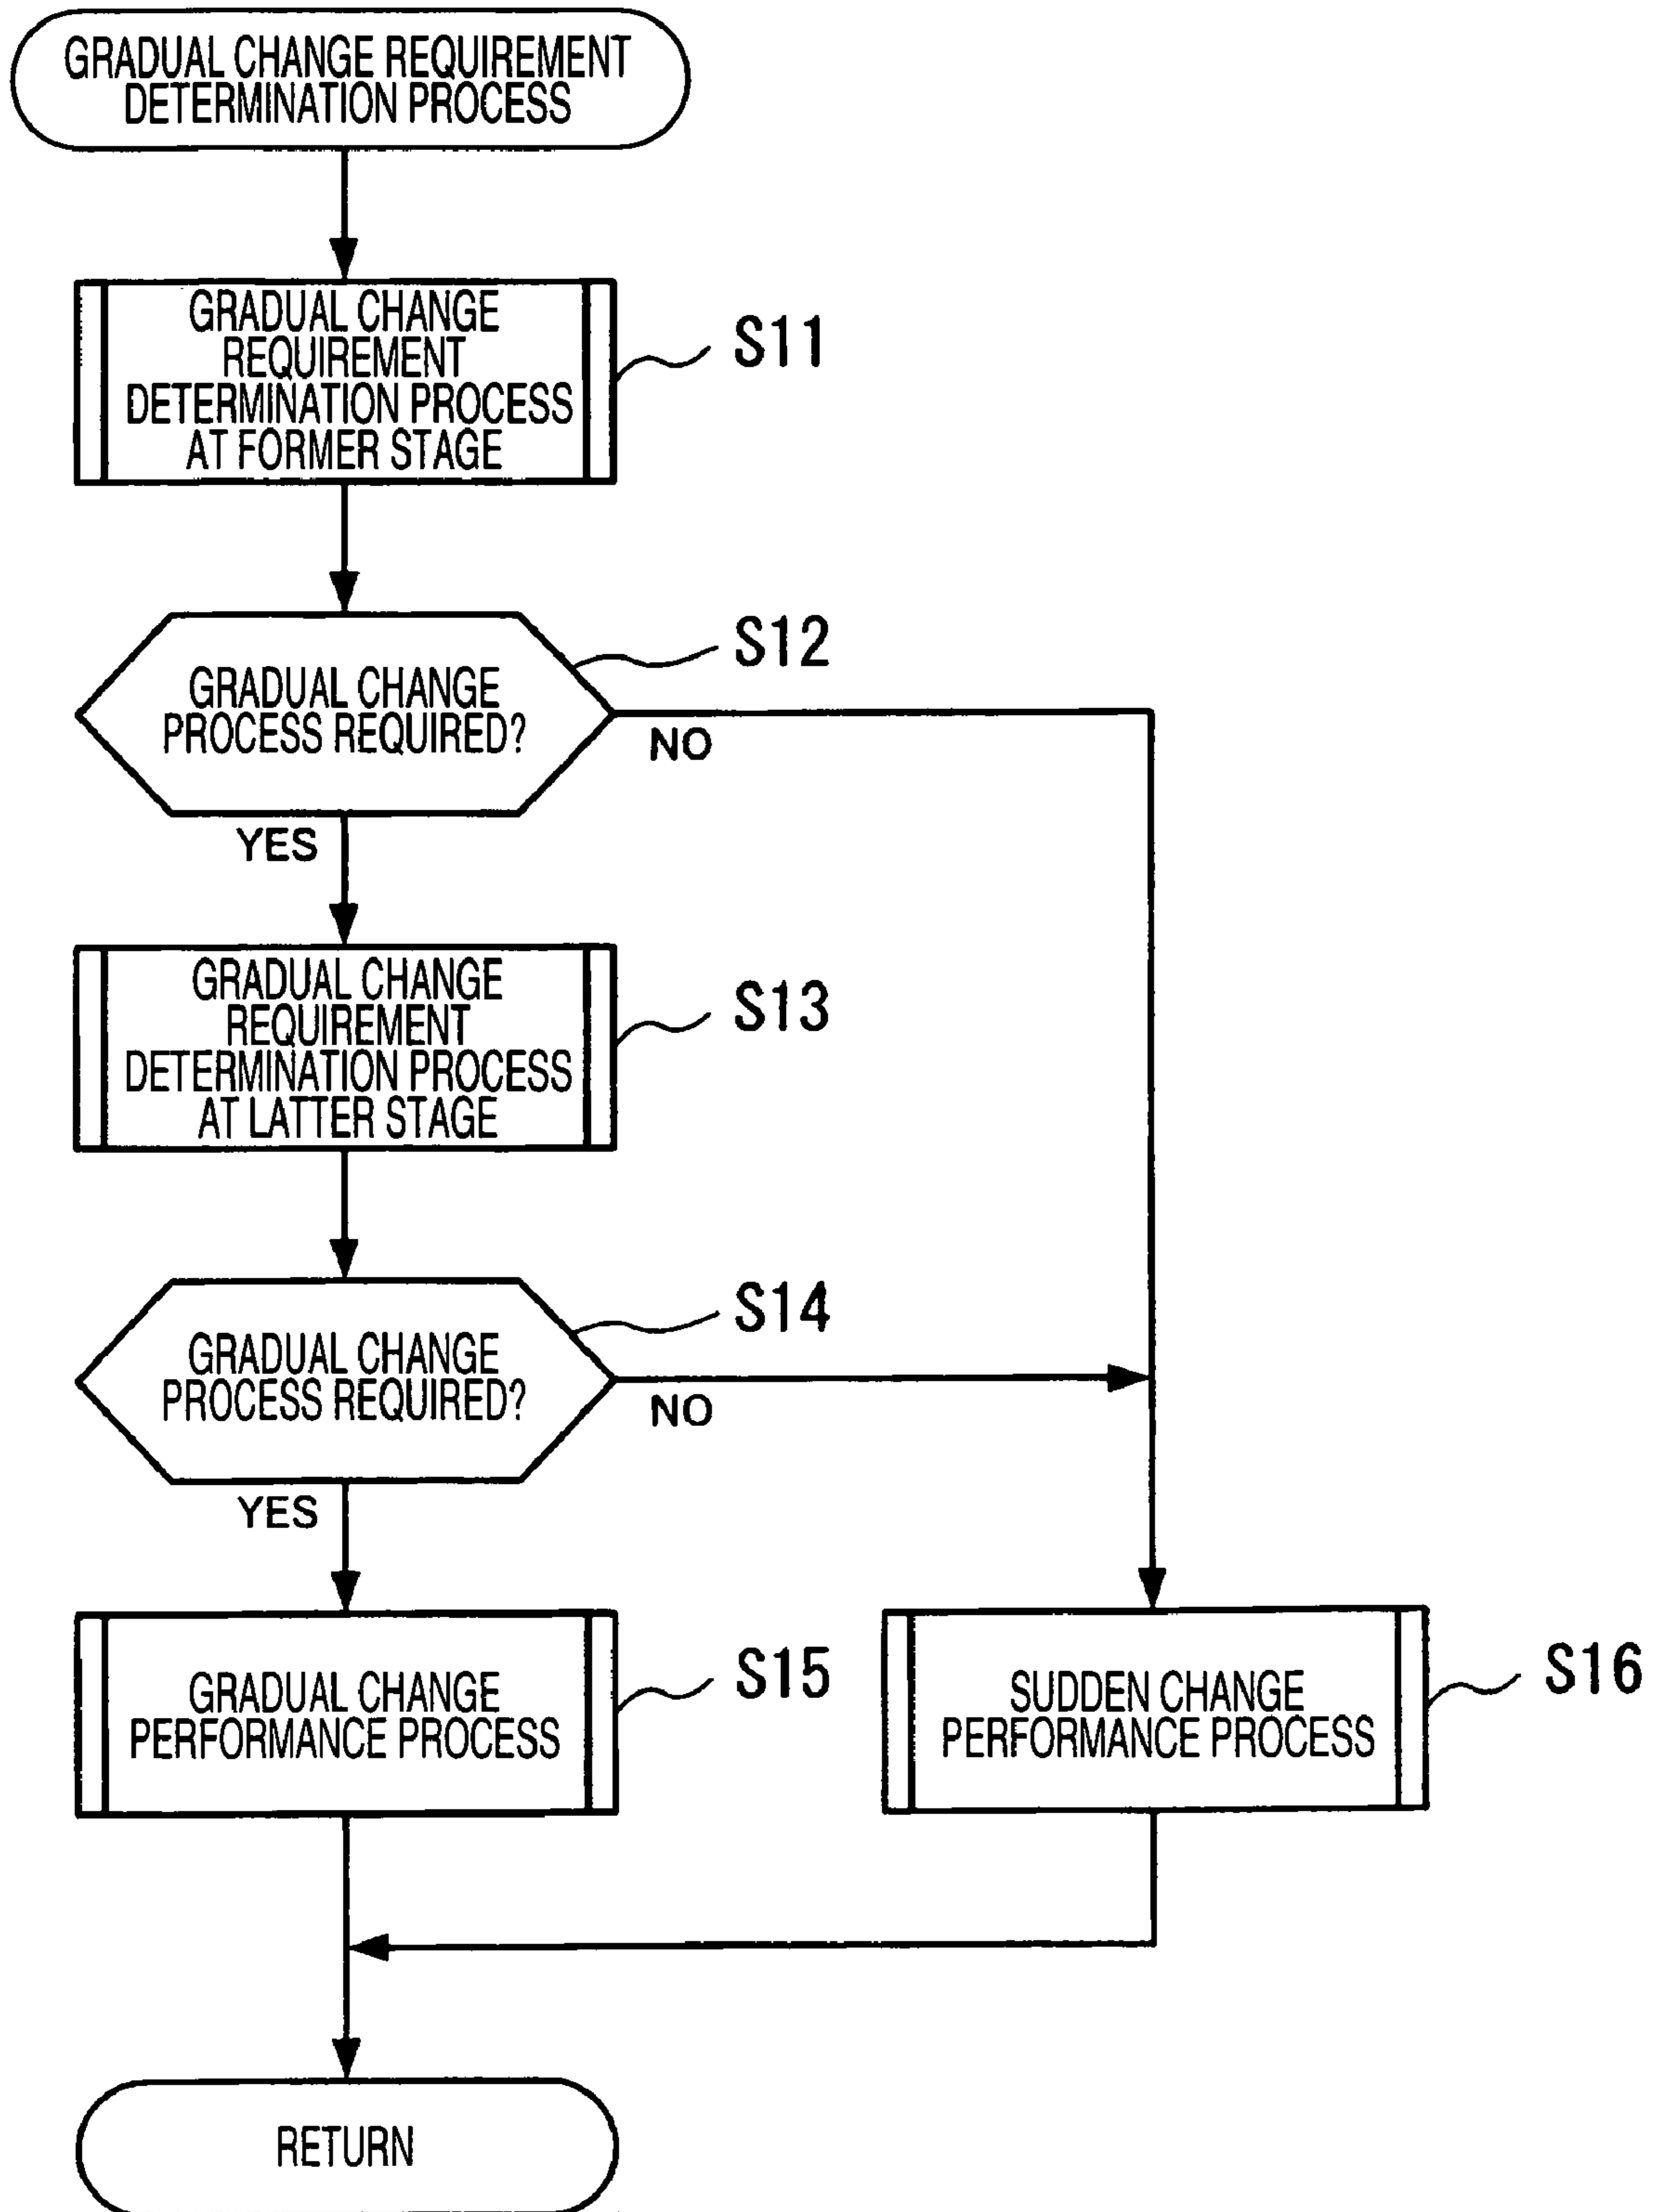 GRADUAL CHANGE REQUIREMENT
DETERMINATION PROCESS
GRADUAL CHANGE
REQUIREMENT
DETERMINATION PROCESS
AT FORMER STAGE
S11
GRADUAL CHANGE
PROCESS REQUIRED?
S12
NO
YES
GRADUAL CHANGE
REQUIREMENT
DETERMINATION PROCESS
AT LATTER STAGE
S13
GRADUAL CHANGE
PROCESS REQUIRED?
S14
NO
YES
GRADUAL CHANGE
PERFORMANCE PROCESS
S15
SUDDEN CHANGE
PERFORMANCE PROCESS
S16
RETURN